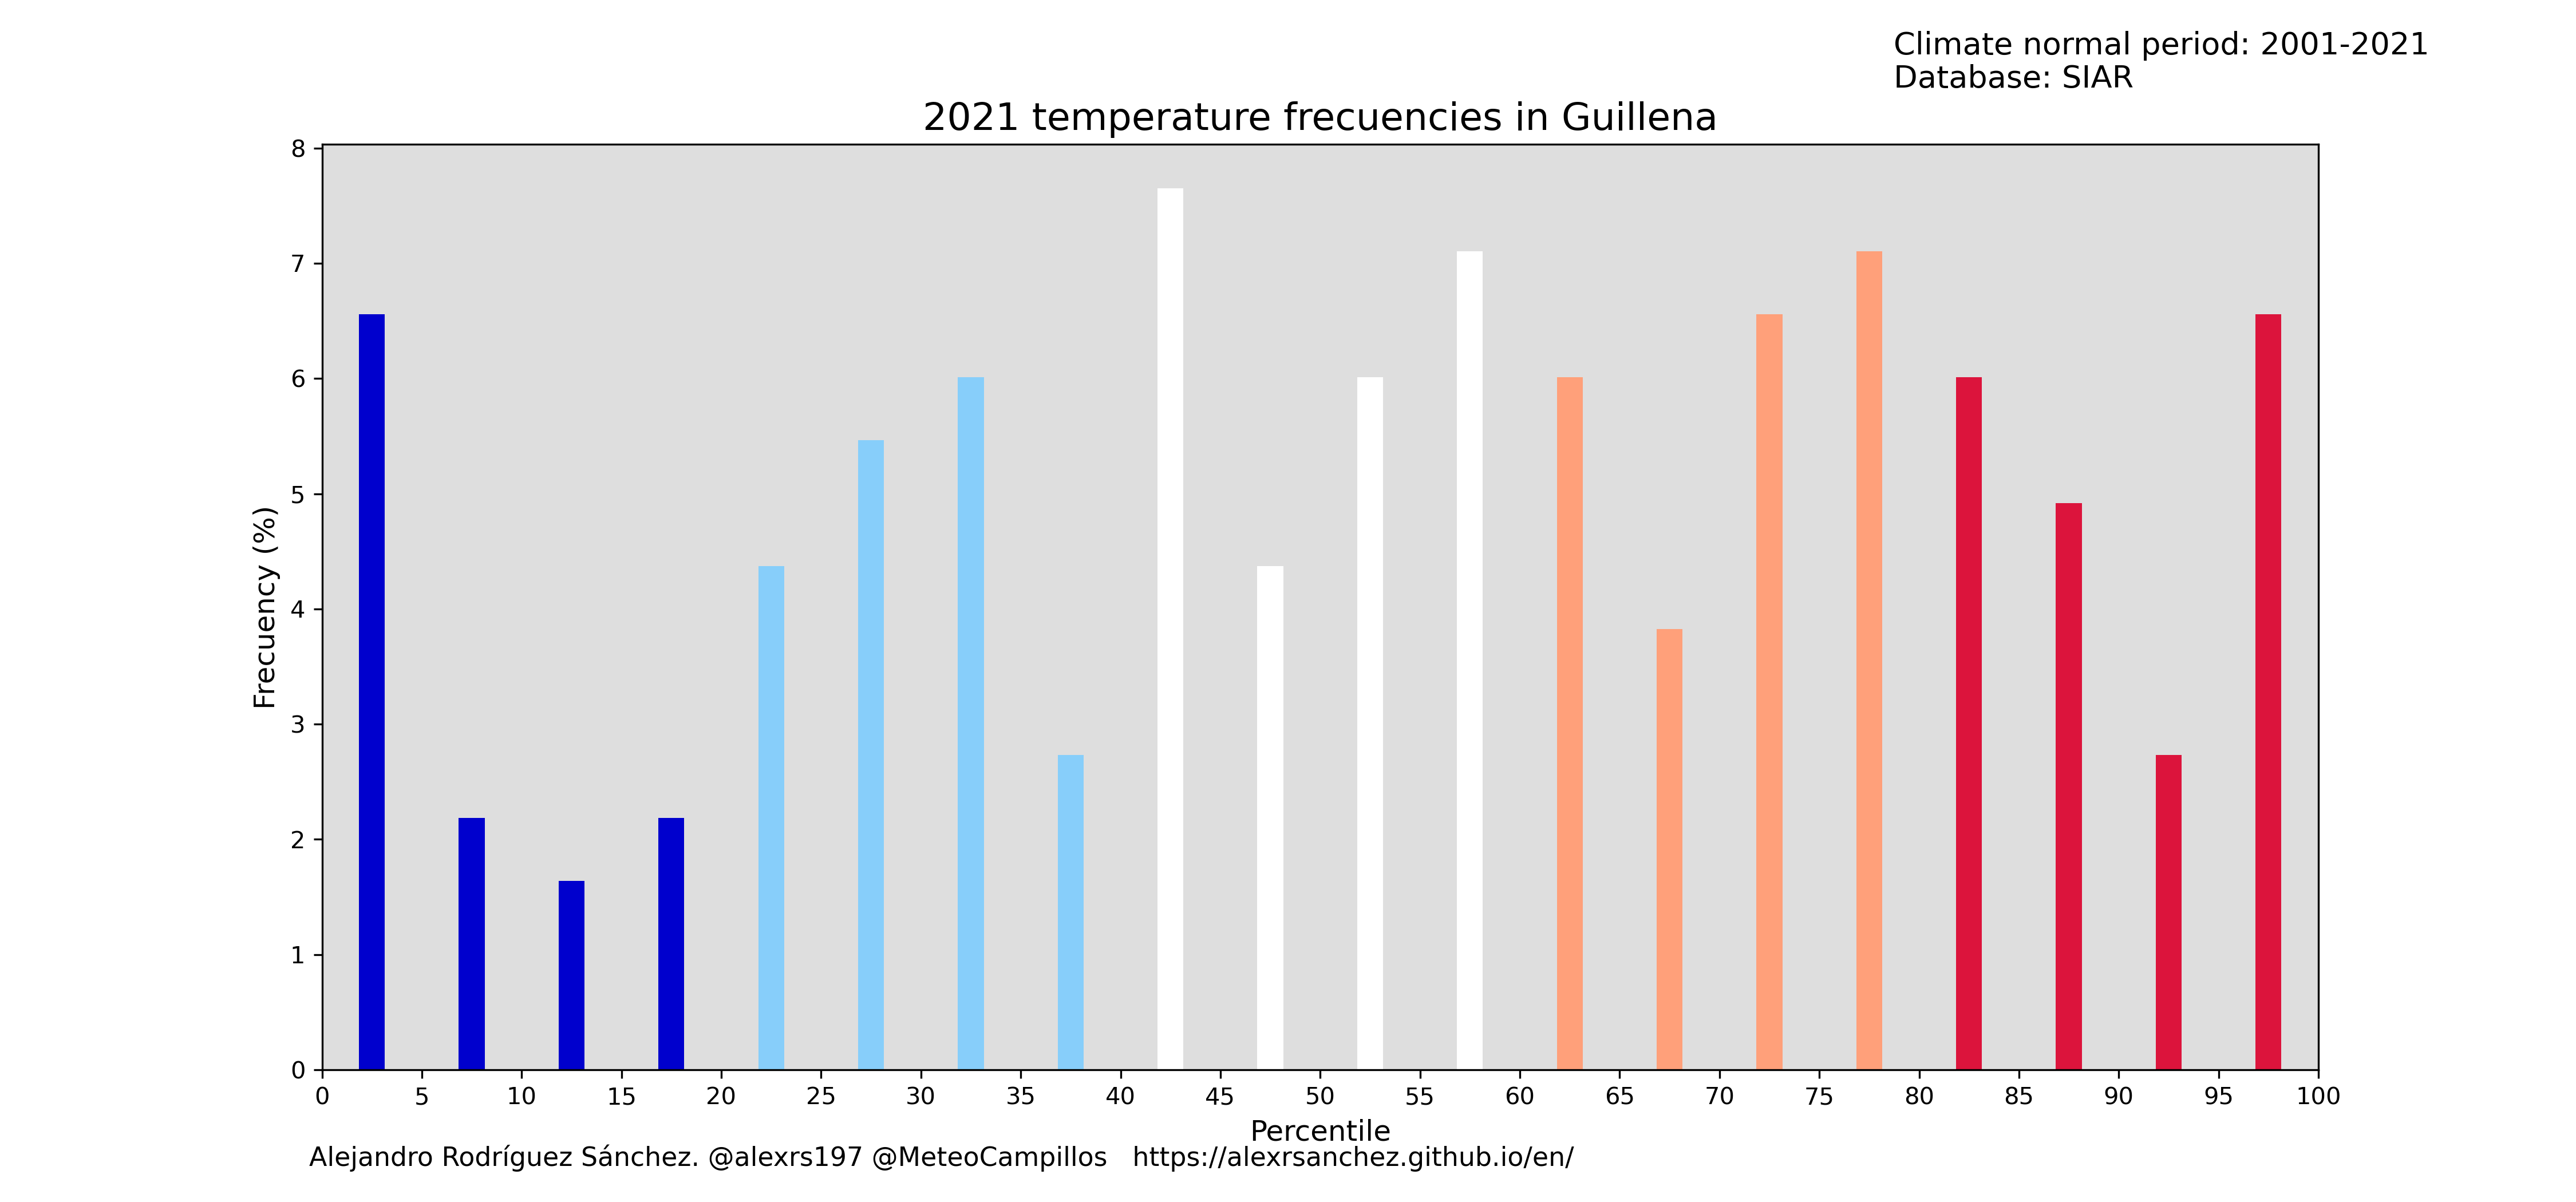 Climate normal period: 2001-2021
Database: SIAR
2021 temperature frecuencies in Guillena
8
7
6
5
4
3
2
1
0
Frecuency (%)
0 5 10 15 20 25 30 35 40 45 50 55 60 65 70 75 80 85 90 95 100
Percentile
Alejandro Rodríguez Sánchez. @alexrs197 @MeteoCampillos https://alexrsanchez.github.io/en/